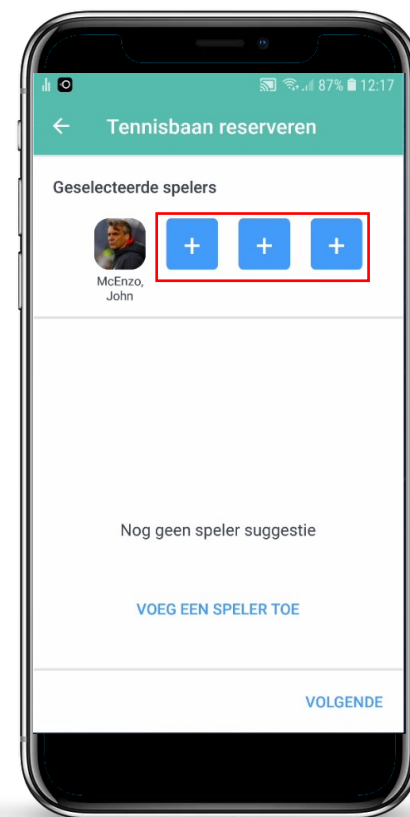 87% 12:17
← Tennisbaan reserveren
Geselecteerde spelers
+ + +
McEnzo,
John
Nog geen speler suggestie
VOEG EEN SPELER TOE
VOLGENDE